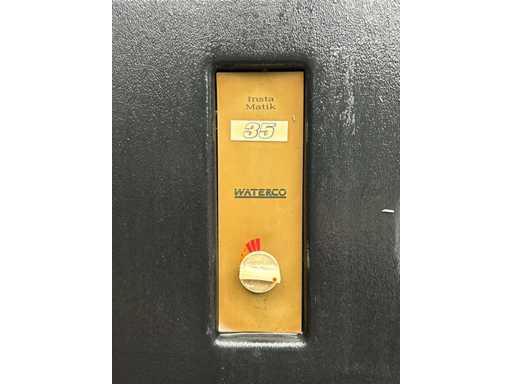 Insta
Matik
35
WATERCO